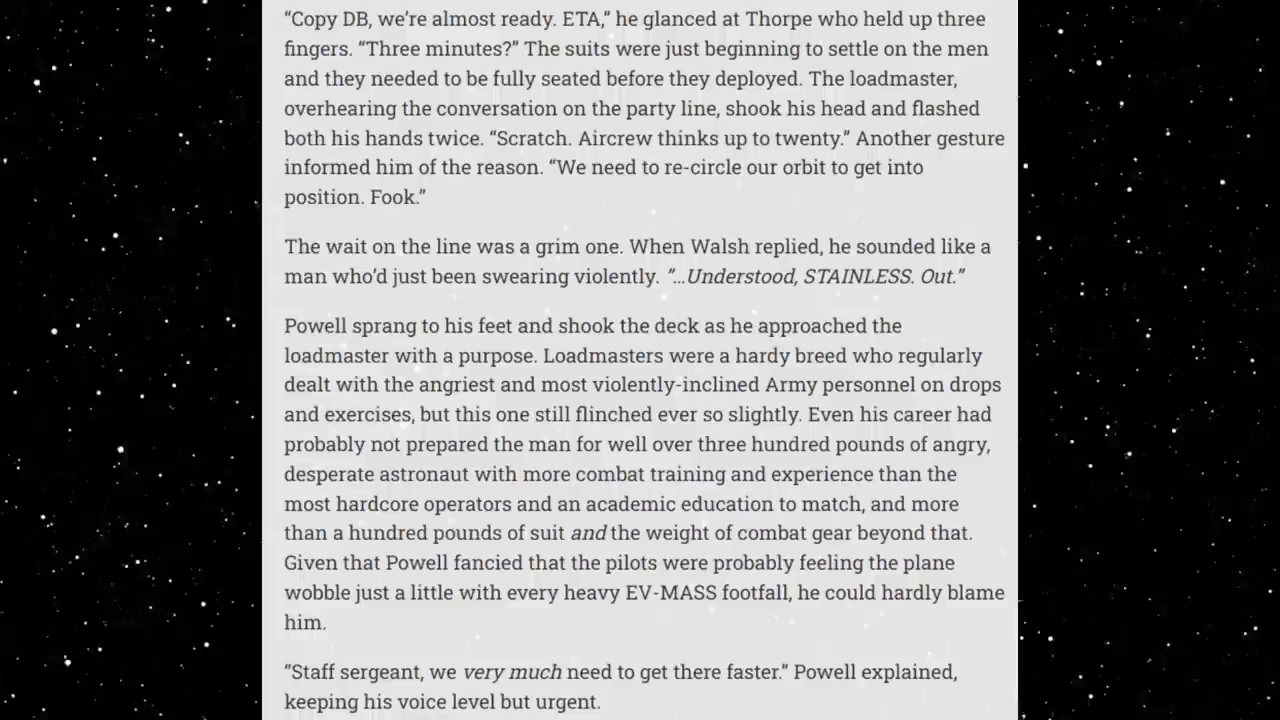 “Copy DB, we’re almost ready. ETA,” he glanced at Thorpe who held up three
fingers. “Three minutes?” The suits were just beginning to settle on the men
and they needed to be fully seated before they deployed. The loadmaster,
overhearing the conversation on the party line, shook his head and flashed
both his hands twice. “Scratch. Aircrew thinks up to twenty.” Another gesture
informed him of the reason. “We need to re-circle our orbit to get into
position. Fook.”
The wait on the line was a grim one. When Walsh replied, he sounded like a
man who’d just been swearing violently. “…Understood, STAINLESS. Out.”
Powell sprang to his feet and shook the deck as he approached the
loadmaster with a purpose. Loadmasters were a hardy breed who regularly
dealt with the angriest and most violently-inclined Army personnel on drops
and exercises, but this one still flinched ever so slightly. Even his career had
probably not prepared the man for well over three hundred pounds of angry,
desperate astronaut with more combat training and experience than the
most hardcore operators and an academic education to match, and more
than a hundred pounds of suit and the weight of combat gear beyond that.
Given that Powell fancied that the pilots were probably feeling the plane
wobble just a little with every heavy EV-MASS footfall, he could hardly blame
him.
“Staff sergeant, we very much need to get there faster.” Powell explained,
keeping his voice level but urgent.